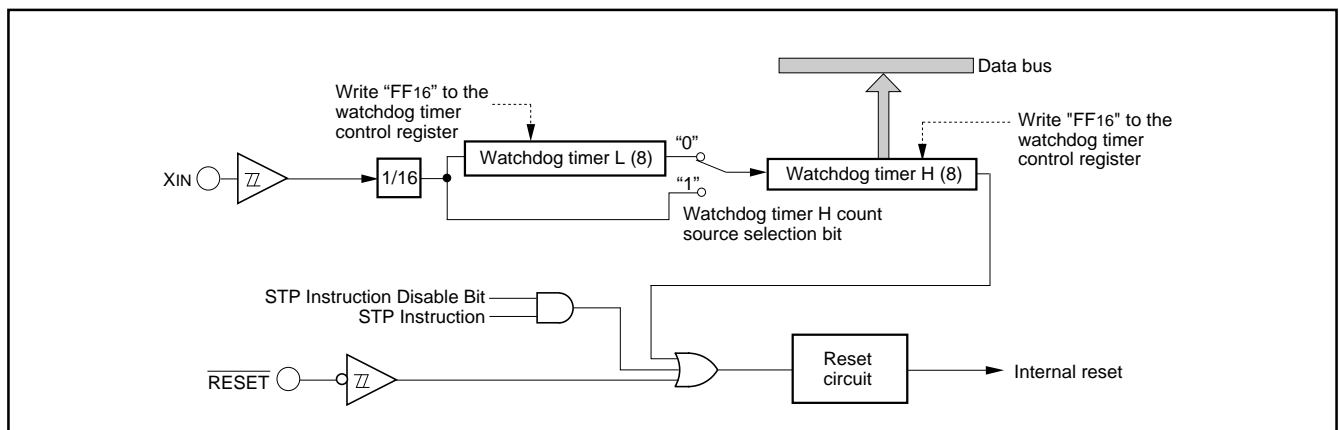 Data bus
Write “FF16” to the
watchdog timer
control register
Write "FF16" to the
watchdog timer
control register
“0”
Watchdog timer L (8)
XIN
1/16
Watchdog timer H (8)
“1”
Watchdog timer H count
source selection bit
STP Instruction Disable Bit
STP Instruction
RESET
Reset
circuit
Internal reset